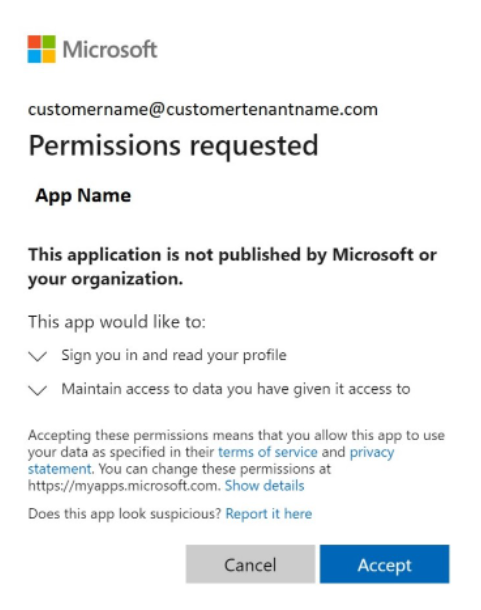 Microsoft
customername@customertenantname.com
Permissions requested
App Name
This application is not published by Microsoft or
your organization.
This app would like to:
Sign you in and read your profile
Maintain access to data you have given it access to
Accepting these permissions means that you allow this app to use
your data as specified in their terms of service and privacy
statement. You can change these permissions at
https://myapps.microsoft.com. Show details
Does this app look suspicious? Report it here
Cancel Accept